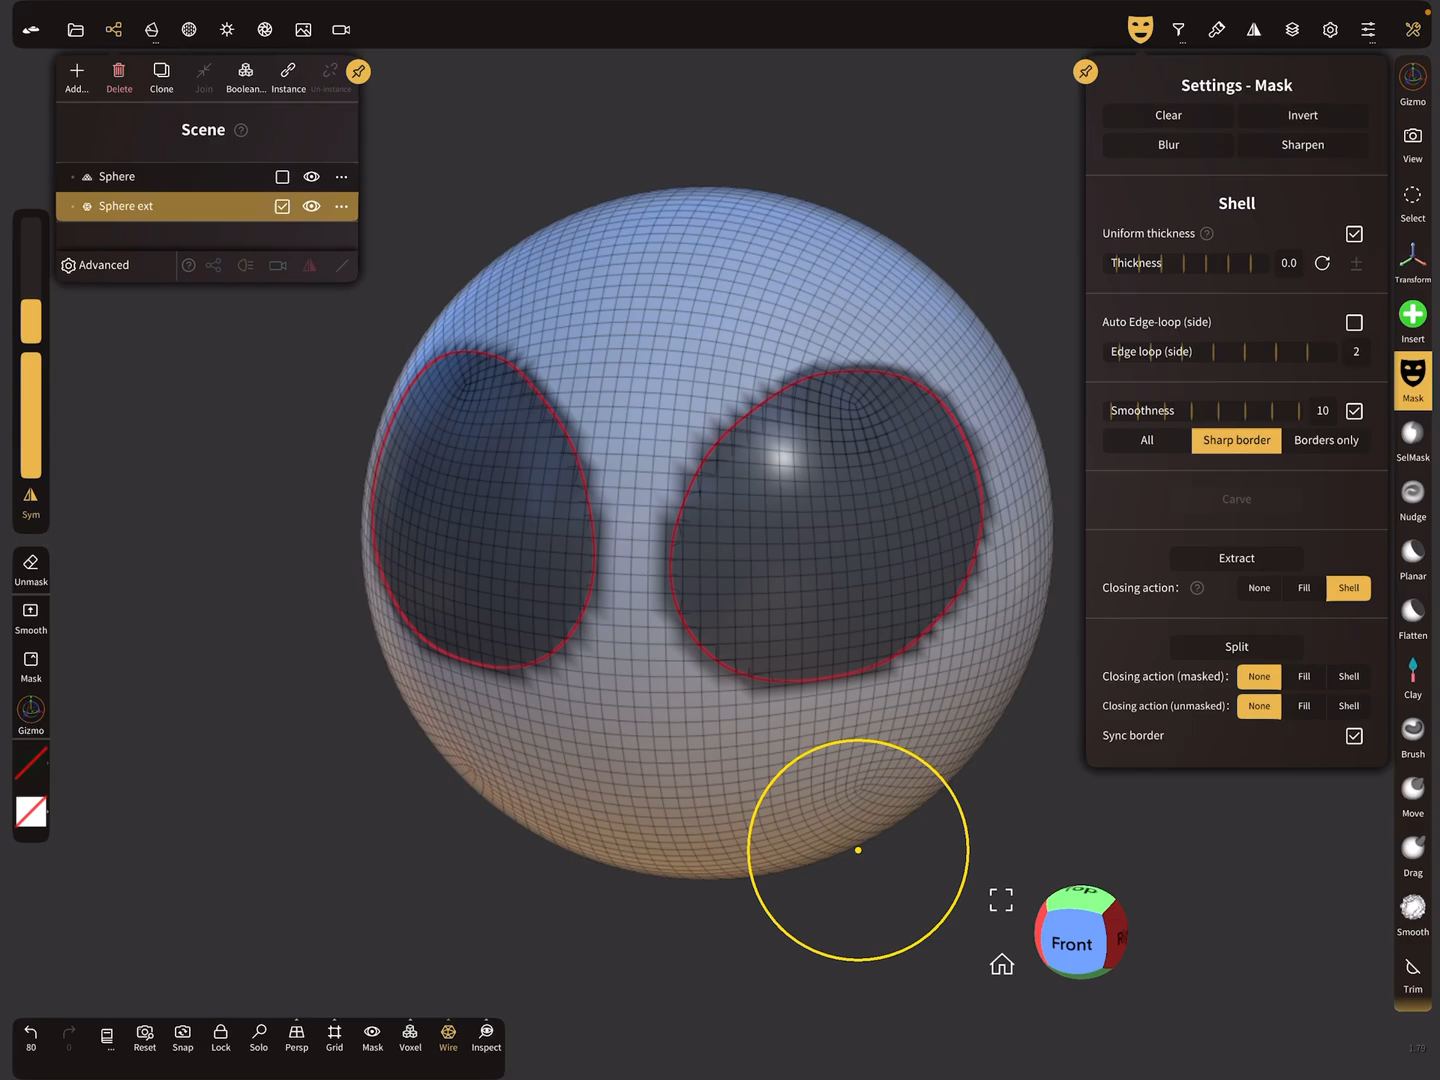 Add...
Delete
Clone
Join
Boolean...
Instance
Un-instance
Scene
Sphere
...
Sphere ext
...
Advanced
Sym
Unmask
Smooth
Mask
Gizmo
Settings - Mask
Clear
Invert
Blur
Sharpen
Shell
Uniform thickness ?
Thickness
0.0
Auto Edge-loop (side)
Edge loop (side)
2
Smoothness
10
All
Sharp border
Borders only
Carve
Extract
Closing action: ?
None
Fill
Shell
Split
Closing action (masked):
None
Fill
Shell
Closing action (unmasked):
None
Fill
Shell
Sync border
Gizmo
View
Select
Transform
Insert
Mask
SelMask
Nudge
Planar
Flatten
Clay
Brush
Move
Drag
Smooth
Trim
Top
Front
Ri
80
0
...
Reset
Snap
Lock
Solo
Persp
Grid
Mask
Voxel
Wire
Inspect
1.79